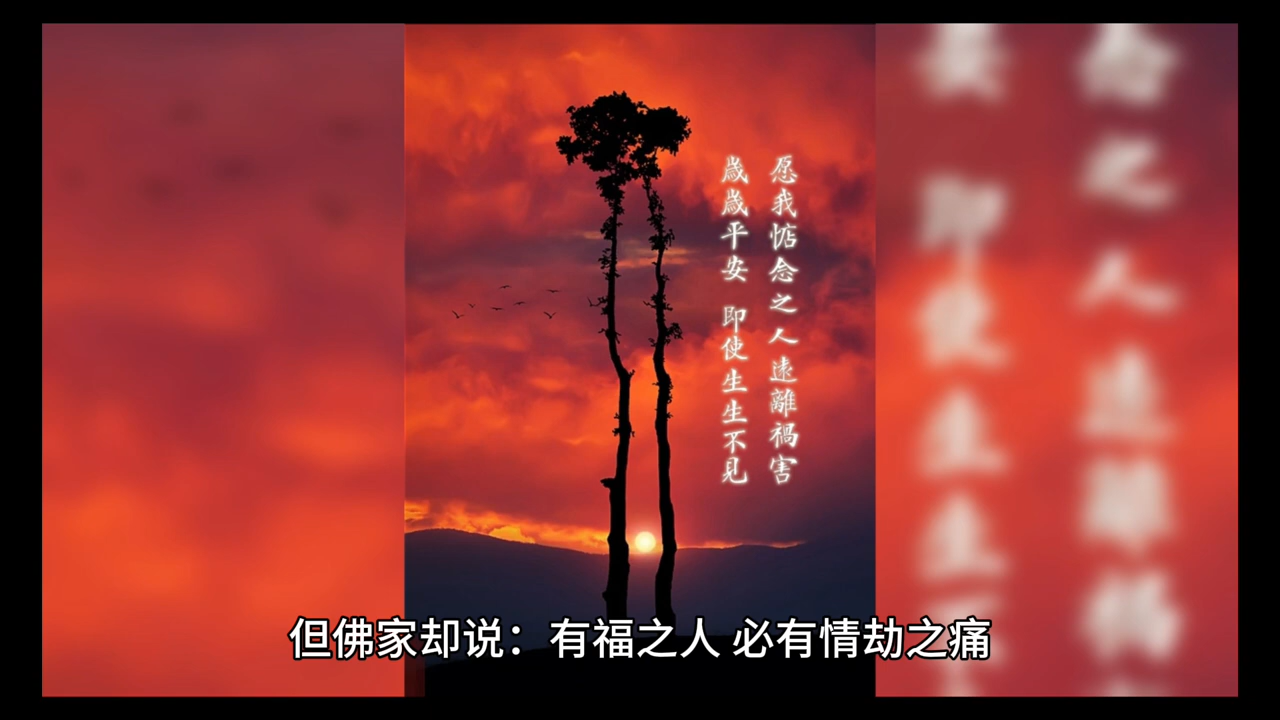 愿我惦念之人遠離禍害
歲歲平安 即使生生不見
但佛家却说：有福之人 必有情劫之痛